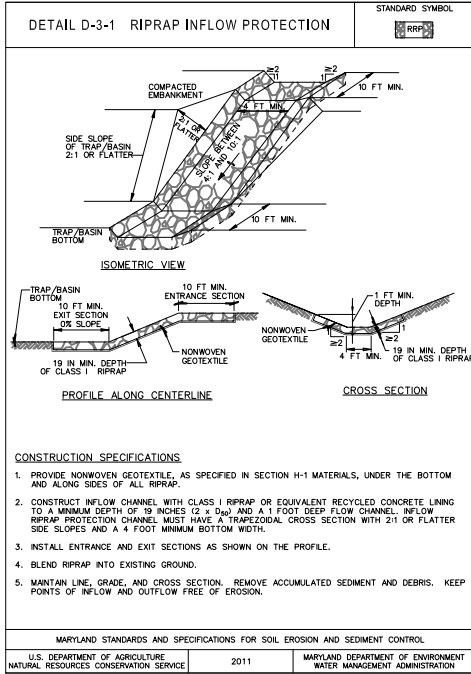 DETAIL D-3-1 RIPRAP INFLOW PROTECTION
STANDARD SYMBOL
RRP
≥2
1
≥2
1
COMPACTED
EMBANKMENT
10 FT MIN.
4 FT MIN.
2:1 OR
FLATTER
SIDE SLOPE
OF TRAP/BASIN
2:1 OR FLATTER
SLOPE BETWEEN
4:1 AND 10:1
10 FT MIN.
TRAP/BASIN
BOTTOM
ISOMETRIC VIEW
TRAP/BASIN
BOTTOM
10 FT MIN.
EXIT SECTION
0% SLOPE
10 FT MIN.
ENTRANCE SECTION
NONWOVEN
GEOTEXTILE
19 IN MIN. DEPTH
OF CLASS I RIPRAP
PROFILE ALONG CENTERLINE
1 FT MIN.
DEPTH
NONWOVEN
GEOTEXTILE
1
≥2
1
≥2
4 FT MIN.
19 IN MIN. DEPTH
OF CLASS I RIPRAP
CROSS SECTION
CONSTRUCTION SPECIFICATIONS
1. PROVIDE NONWOVEN GEOTEXTILE, AS SPECIFIED IN SECTION H-1 MATERIALS, UNDER THE BOTTOM
AND ALONG SIDES OF ALL RIPRAP.
2. CONSTRUCT INFLOW CHANNEL WITH CLASS I RIPRAP OR EQUIVALENT RECYCLED CONCRETE LINING
TO A MINIMUM DEPTH OF 19 INCHES (2 x D50) AND A 1 FOOT DEEP FLOW CHANNEL. INFLOW
RIPRAP PROTECTION CHANNEL MUST HAVE A TRAPEZOIDAL CROSS SECTION WITH 2:1 OR FLATTER
SIDE SLOPES AND A 4 FOOT MINIMUM BOTTOM WIDTH.
3. INSTALL ENTRANCE AND EXIT SECTIONS AS SHOWN ON THE PROFILE.
4. BLEND RIPRAP INTO EXISTING GROUND.
5. MAINTAIN LINE, GRADE, AND CROSS SECTION. REMOVE ACCUMULATED SEDIMENT AND DEBRIS. KEEP
POINTS OF INFLOW AND OUTFLOW FREE OF EROSION.
MARYLAND STANDARDS AND SPECIFICATIONS FOR SOIL EROSION AND SEDIMENT CONTROL
U.S. DEPARTMENT OF AGRICULTURE
NATURAL RESOURCES CONSERVATION SERVICE
2011
MARYLAND DEPARTMENT OF ENVIRONMENT
WATER MANAGEMENT ADMINISTRATION